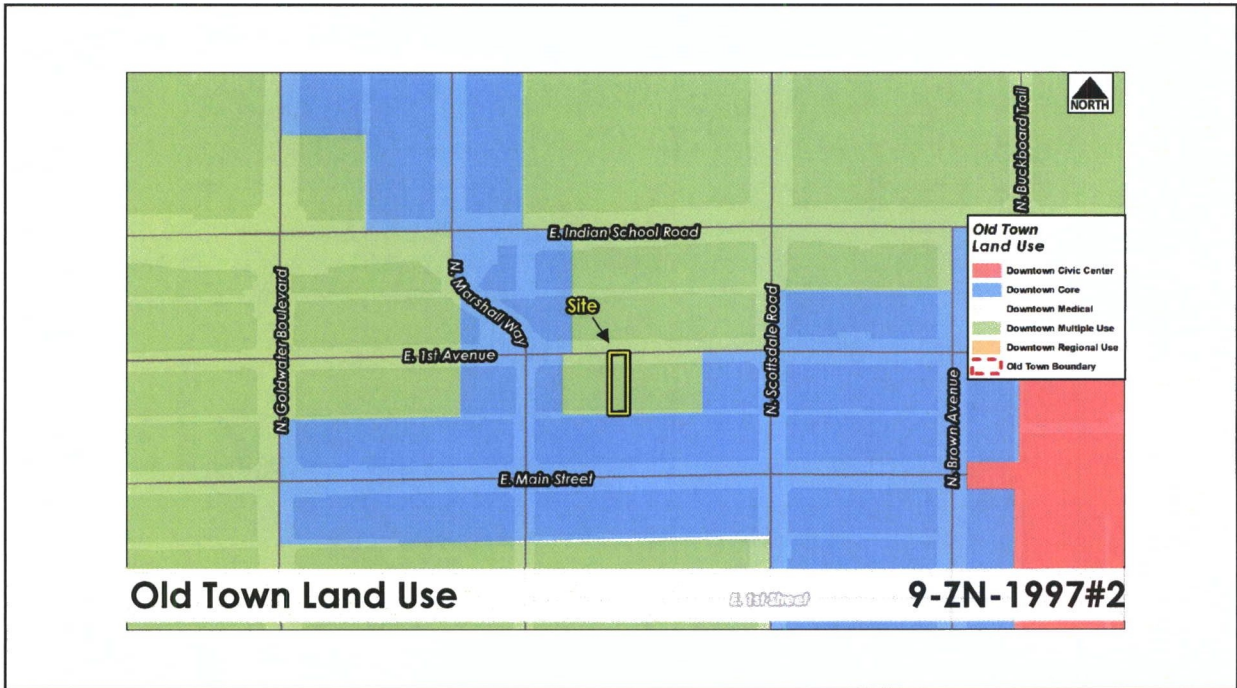 NORTH
N. Buckboard Trail
E. Indian School Road
Old Town
Land Use
Downtown Civic Center
Downtown Core
Downtown Medical
Downtown Multiple Use
Downtown Regional Use
Old Town Boundary
N. Goldwater Boulevard
N. Marshall Way
Site
N. Scottsdale Road
E. 1st Avenue
N. Brown Avenue
E. Main Street
Old Town Land Use
E. 1st Street
9-ZN-1997#2